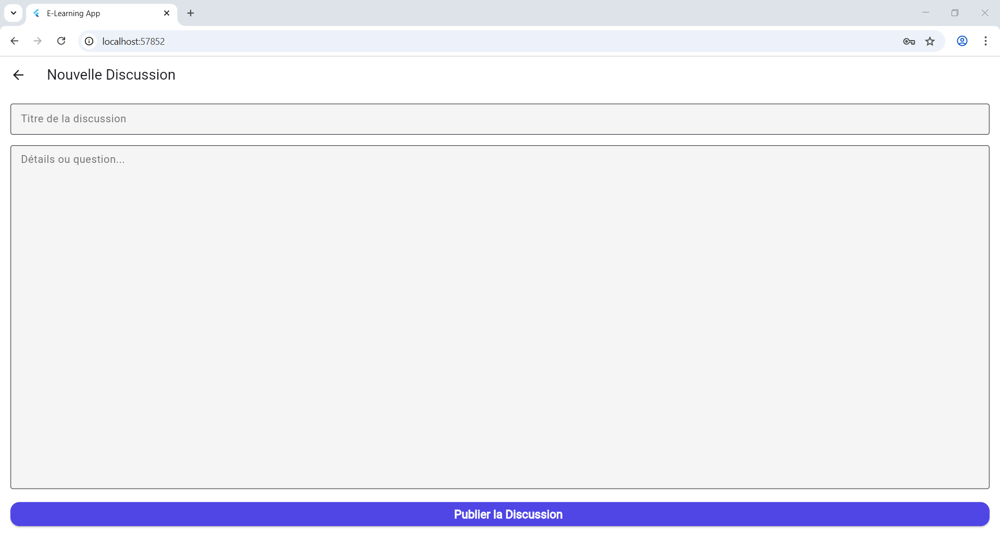 E-Learning App
localhost:57852
Nouvelle Discussion
Titre de la discussion
Détails ou question...
Publier la Discussion